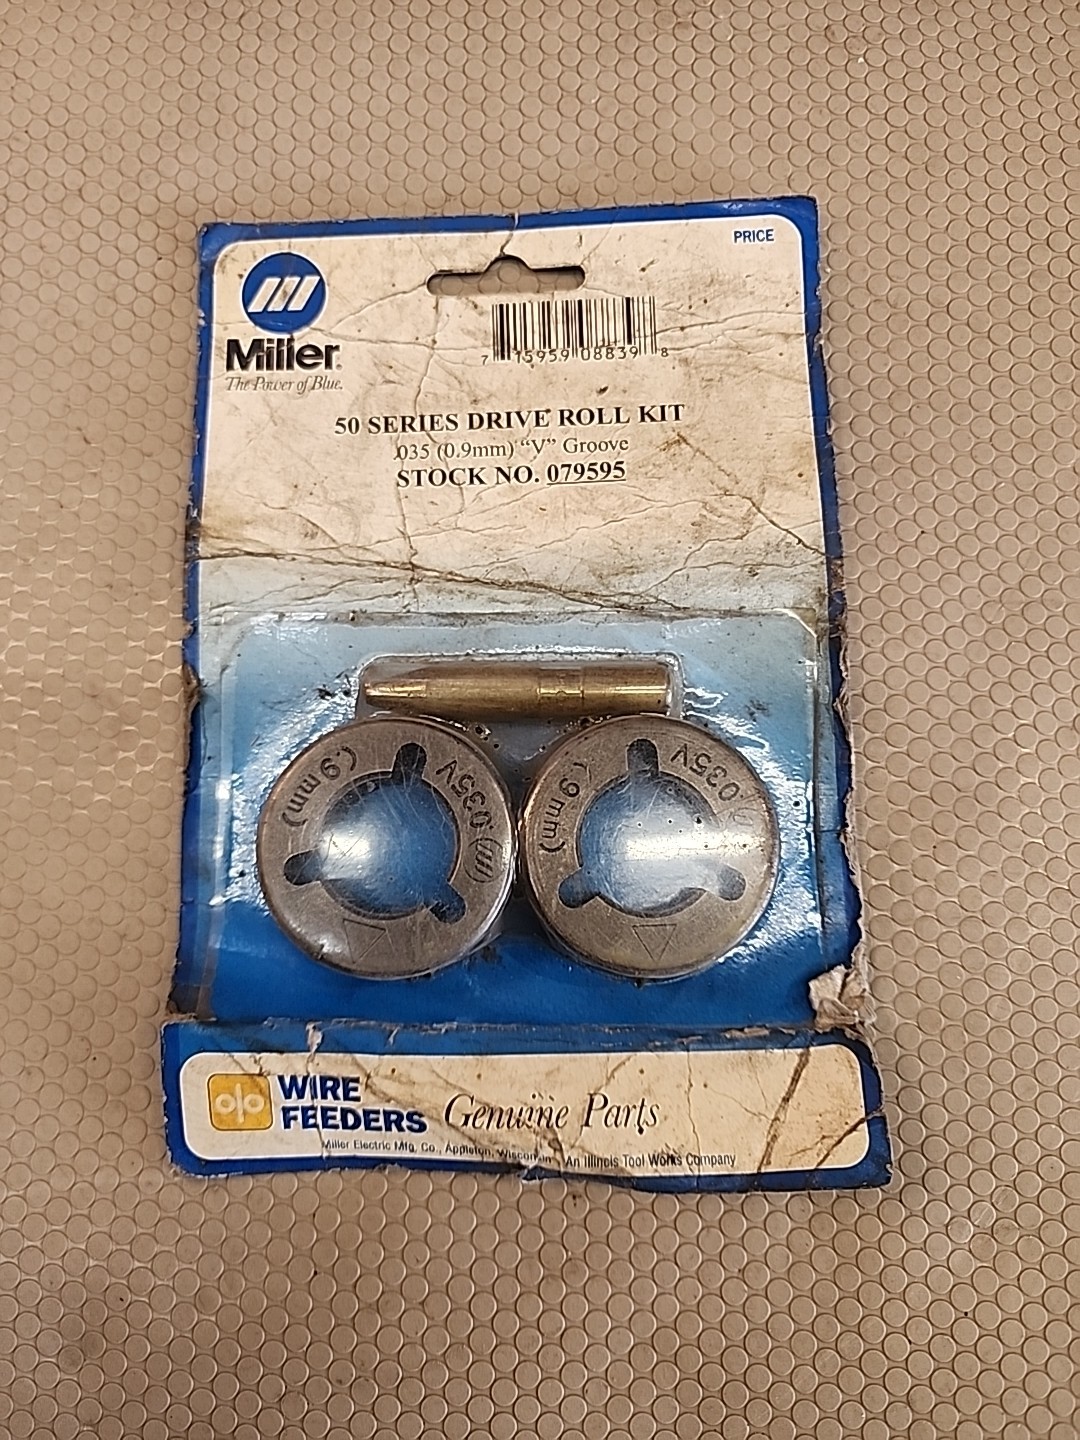 PRICE
Miller
The Power of Blue.
7 15959 08839 8
50 SERIES DRIVE ROLL KIT
.035 (0.9mm) “V” Groove
STOCK NO. 079595
(.9mm) .035V
(.9mm) .035V
WIRE
FEEDERS
Genuine Parts
Miller Electric Mfg. Co., Appleton, Wisconsin An Illinois Tool Works Company